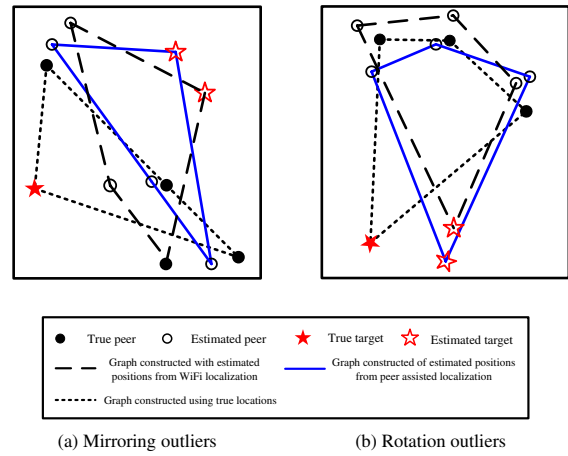 True peer
Estimated peer
True target
Estimated target
Graph constructed with estimated
positions from WiFi localization
Graph constructed of estimated positions
from peer assisted localization
Graph constructed using true locations
(a) Mirroring outliers
(b) Rotation outliers